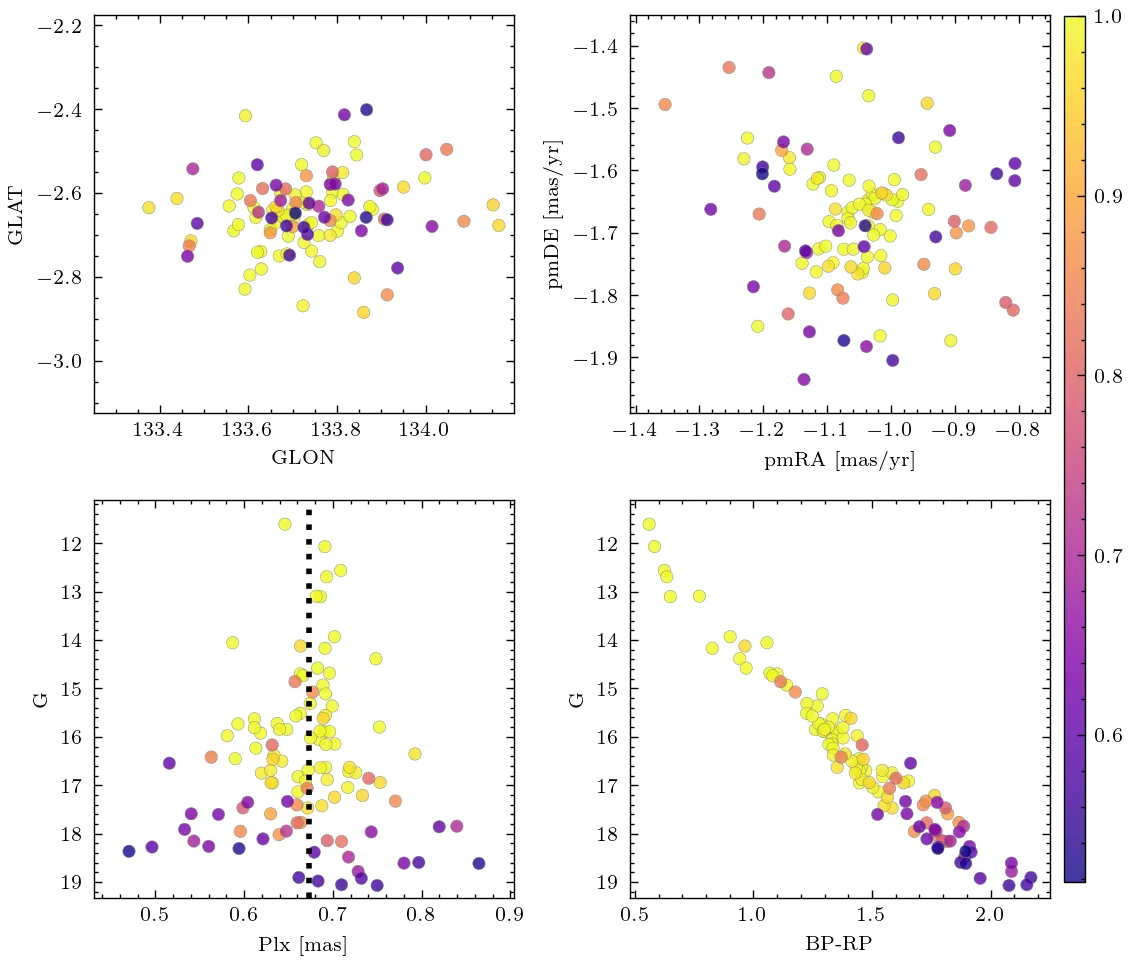 −2.2
−2.4
−2.6
−2.8
−3.0
GLAT
133.4 133.6 133.8 134.0
GLON
−1.4
−1.5
−1.6
−1.7
−1.8
−1.9
pmDE [mas/yr]
−1.4 −1.3 −1.2 −1.1 −1.0 −0.9 −0.8
pmRA [mas/yr]
1.0
0.9
0.8
0.7
0.6
12
13
14
15
16
17
18
19
G
0.5 0.6 0.7 0.8 0.9
Plx [mas]
12
13
14
15
16
17
18
19
G
0.5 1.0 1.5 2.0
BP-RP